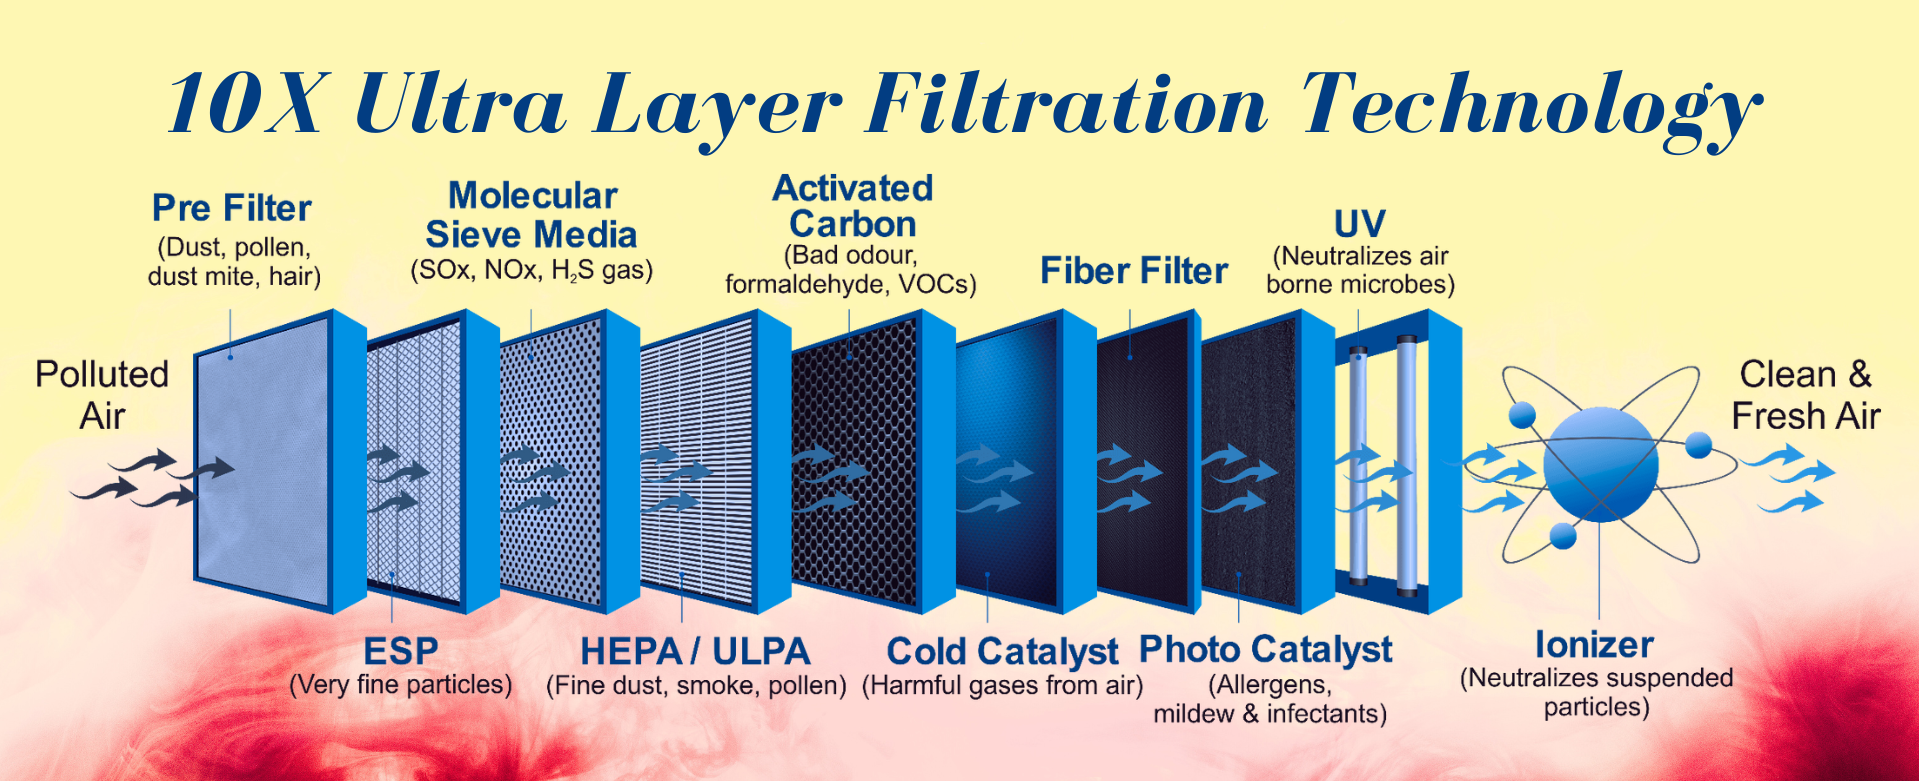 10X Ultra Layer Filtration Technology
Pre Filter
(Dust, pollen,
dust mite, hair)
Molecular
Sieve Media
(SOx, NOx, H₂S gas)
Activated
Carbon
(Bad odour,
formaldehyde, VOCs)
Fiber Filter
UV
(Neutralizes air
borne microbes)
Polluted
Air
Clean &
Fresh Air
ESP
(Very fine particles)
HEPA / ULPA
(Fine dust, smoke, pollen)
Cold Catalyst
(Harmful gases from air)
Photo Catalyst
(Allergens,
mildew & infectants)
Ionizer
(Neutralizes suspended
particles)